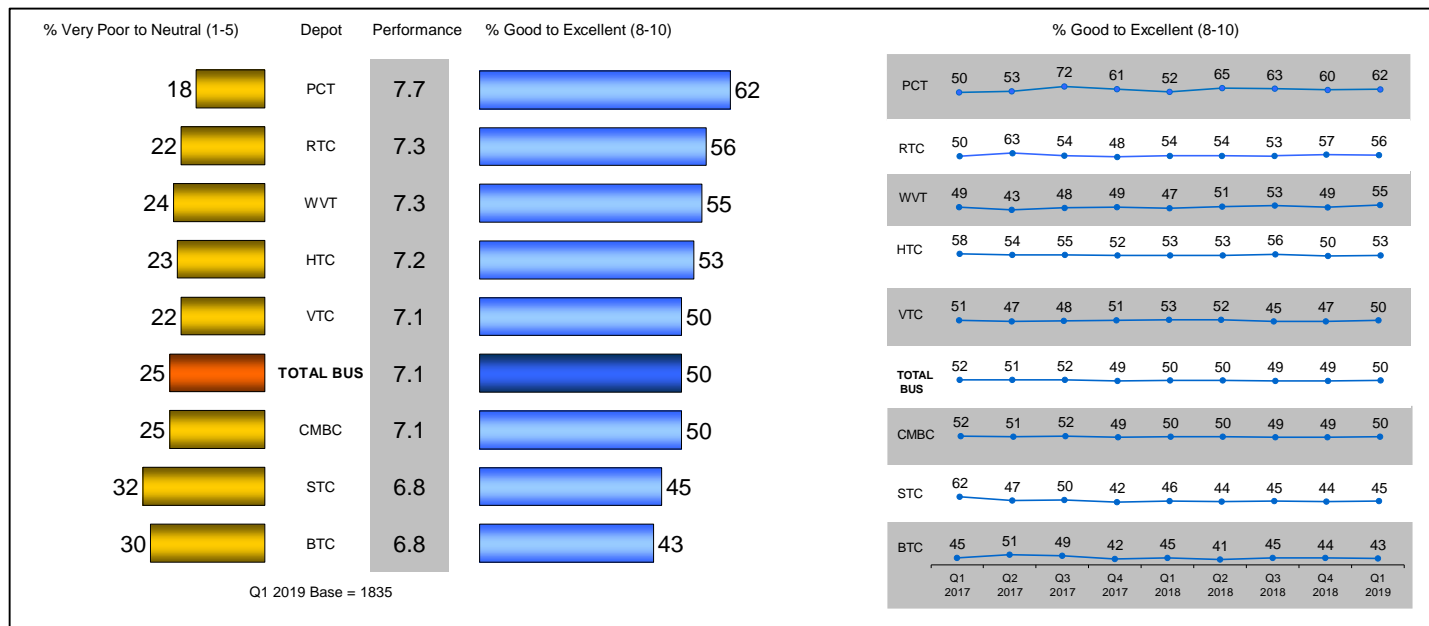 % Very Poor to Neutral (1-5) Depot Performance % Good to Excellent (8-10)
18 PCT 7.7 62
22 RTC 7.3 56
24 WVT 7.3 55
23 HTC 7.2 53
22 VTC 7.1 50
25 TOTAL BUS 7.1 50
25 CMBC 7.1 50
32 STC 6.8 45
30 BTC 6.8 43
Q1 2019 Base = 1835
% Good to Excellent (8-10)
PCT 50 53 72 61 52 65 63 60 62
RTC 50 63 54 48 54 54 53 57 56
WVT 49 43 48 49 47 51 53 49 55
HTC 58 54 55 52 53 53 56 50 53
VTC 51 47 48 51 53 52 45 47 50
TOTAL 52 51 52 49 50 50 49 49 50
BUS
CMBC 52 51 52 49 50 50 49 49 50
STC 62 47 50 42 46 44 45 44 45
BTC 45 51 49 42 45 41 45 44 43
Q1 Q2 Q3 Q4 Q1 Q2 Q3 Q4 Q1
2017 2017 2017 2017 2018 2018 2018 2018 2019